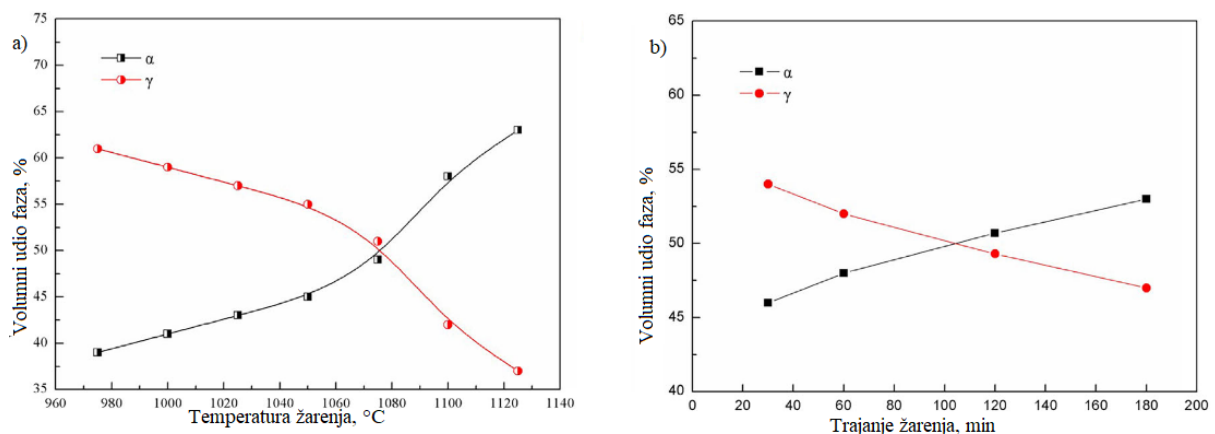 a)
α
γ
Volumni udio faza, %
75
70
65
60
55
50
45
40
35
960 980 1000 1020 1040 1060 1080 1100 1120 1140
Temperatura žarenja, °C
b)
α
γ
Volumni udio faza, %
65
60
55
50
45
40
0 20 40 60 80 100 120 140 160 180 200
Trajanje žarenja, min